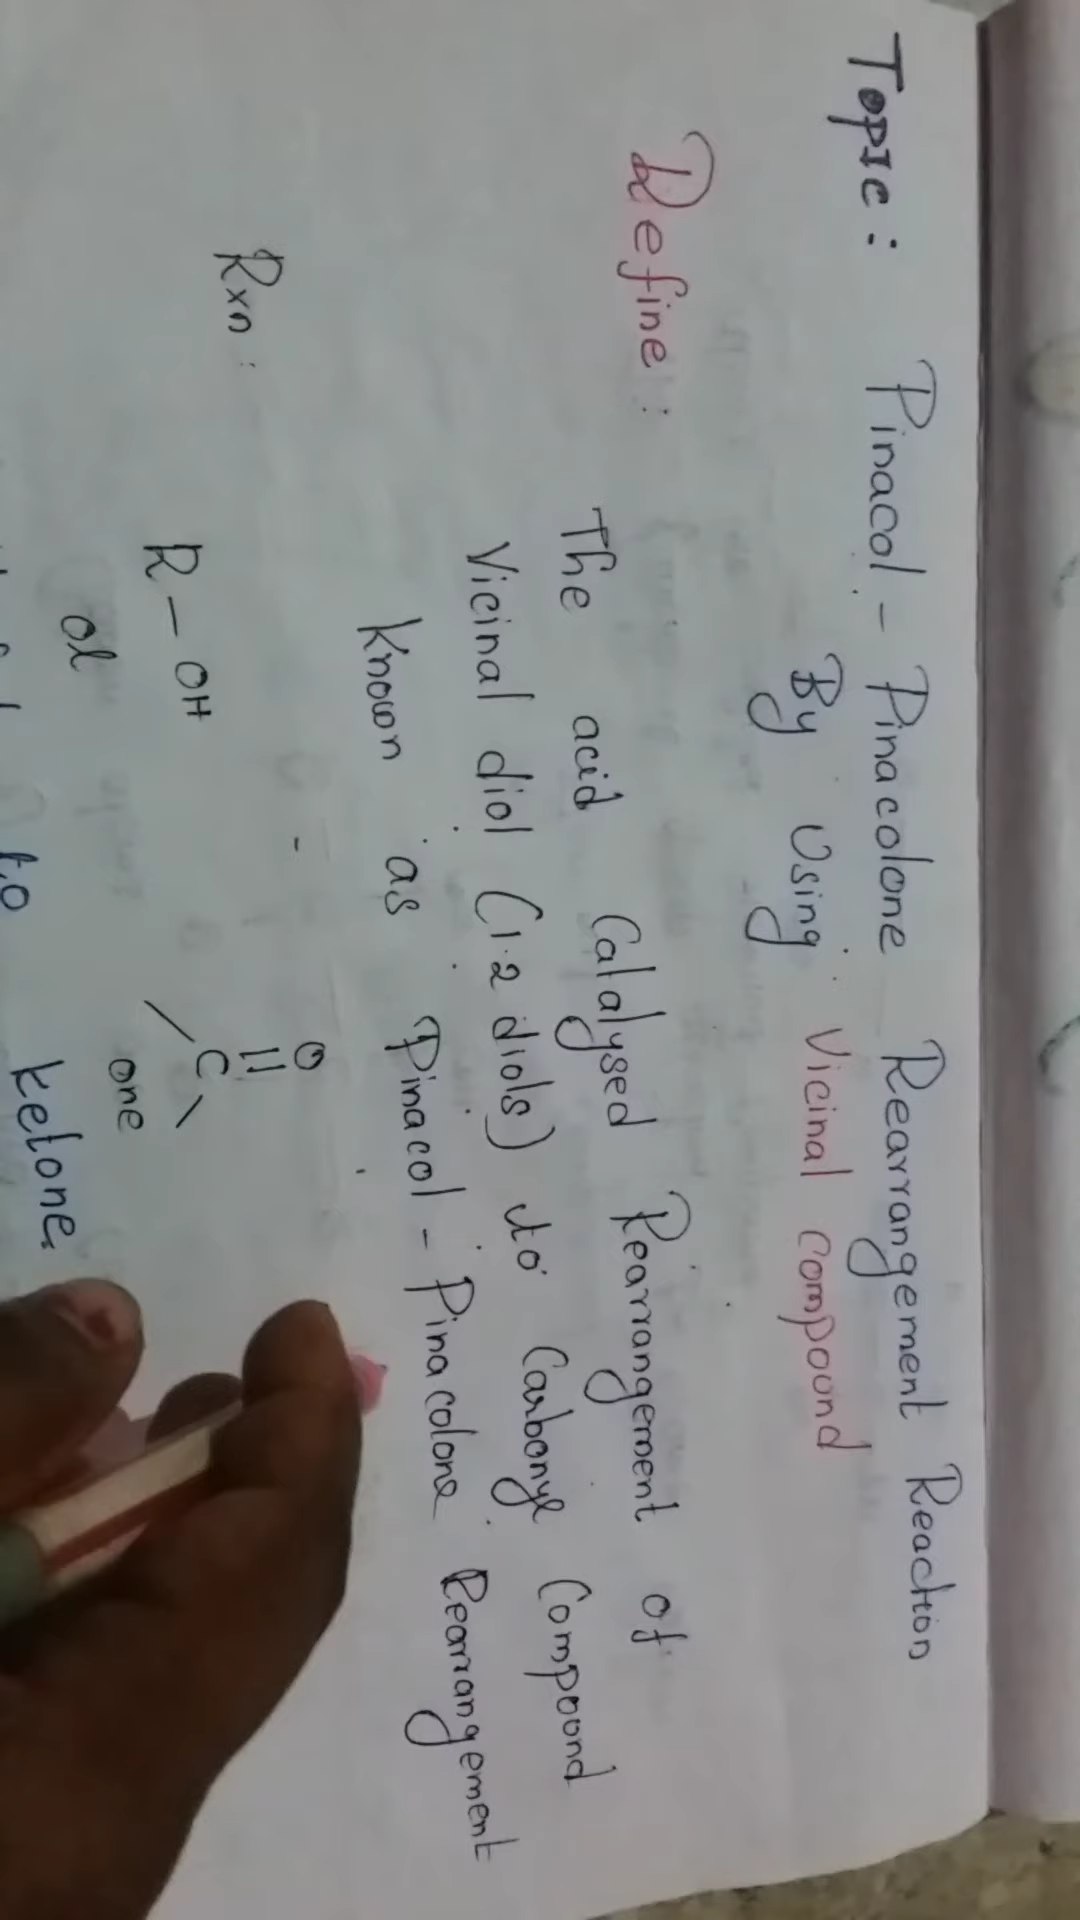 TOPIC: Pinacol - Pinacolone Rearrangement Reaction
By Using Vicinal Compound
Define:
The acid Catalysed Rearrangement of
Vicinal diol (1.2 diols) to Carbonyl Compound
Known as Pinacol - Pinacolone Rearrangement
Rxn:
O
||
R - OH C
ol one
to ketone